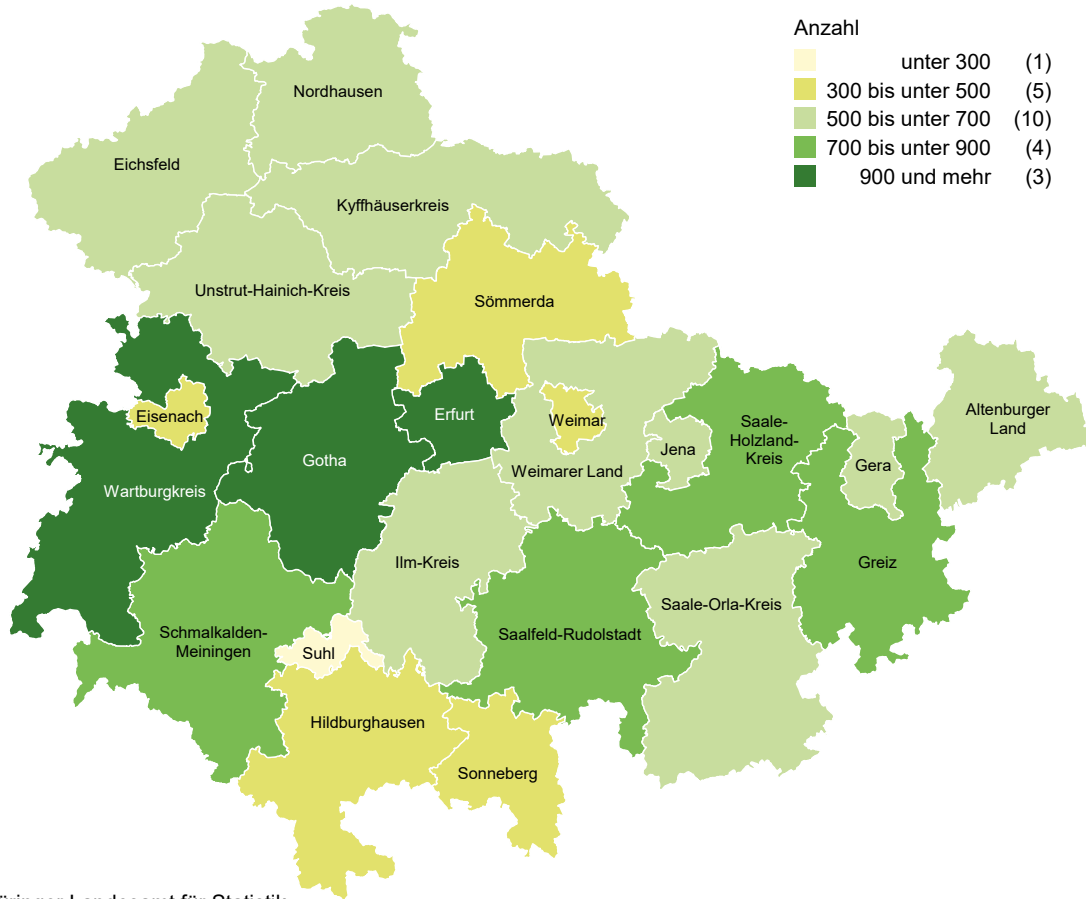 Anzahl
unter 300 (1)
300 bis unter 500 (5)
500 bis unter 700 (10)
700 bis unter 900 (4)
900 und mehr (3)
Nordhausen
Eichsfeld
Kyffhäuserkreis
Unstrut-Hainich-Kreis
Sömmerda
Eisenach
Erfurt
Weimar
Saale-
Holzland-
Kreis
Altenburger
Land
Jena
Gera
Gotha
Weimarer Land
Wartburgkreis
Ilm-Kreis
Greiz
Saale-Orla-Kreis
Schmalkalden-
Meiningen
Saalfeld-Rudolstadt
Suhl
Hildburghausen
Sonneberg
Landesamt für Statistik